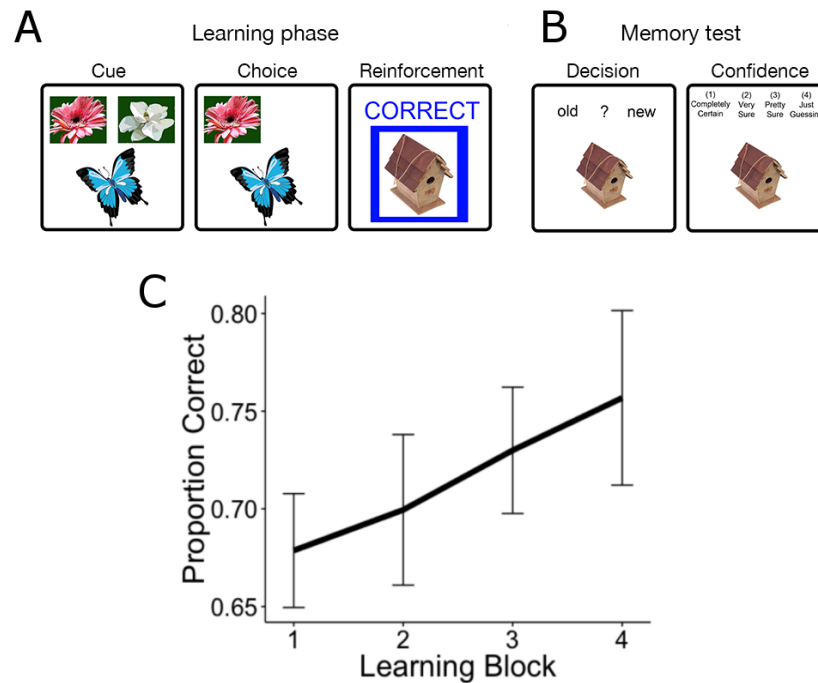 A
Learning phase
Cue
Choice
Reinforcement
CORRECT
B
Memory test
Decision
Confidence
old ? new
(1) (2) (3) (4)
Completely Very Pretty Just
Certain Sure Sure Guessin
C
Proportion Correct
0.80
0.75
0.70
0.65
1 2 3 4
Learning Block